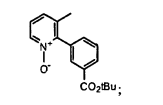 N⁺
O⁻
CO₂tBu ;